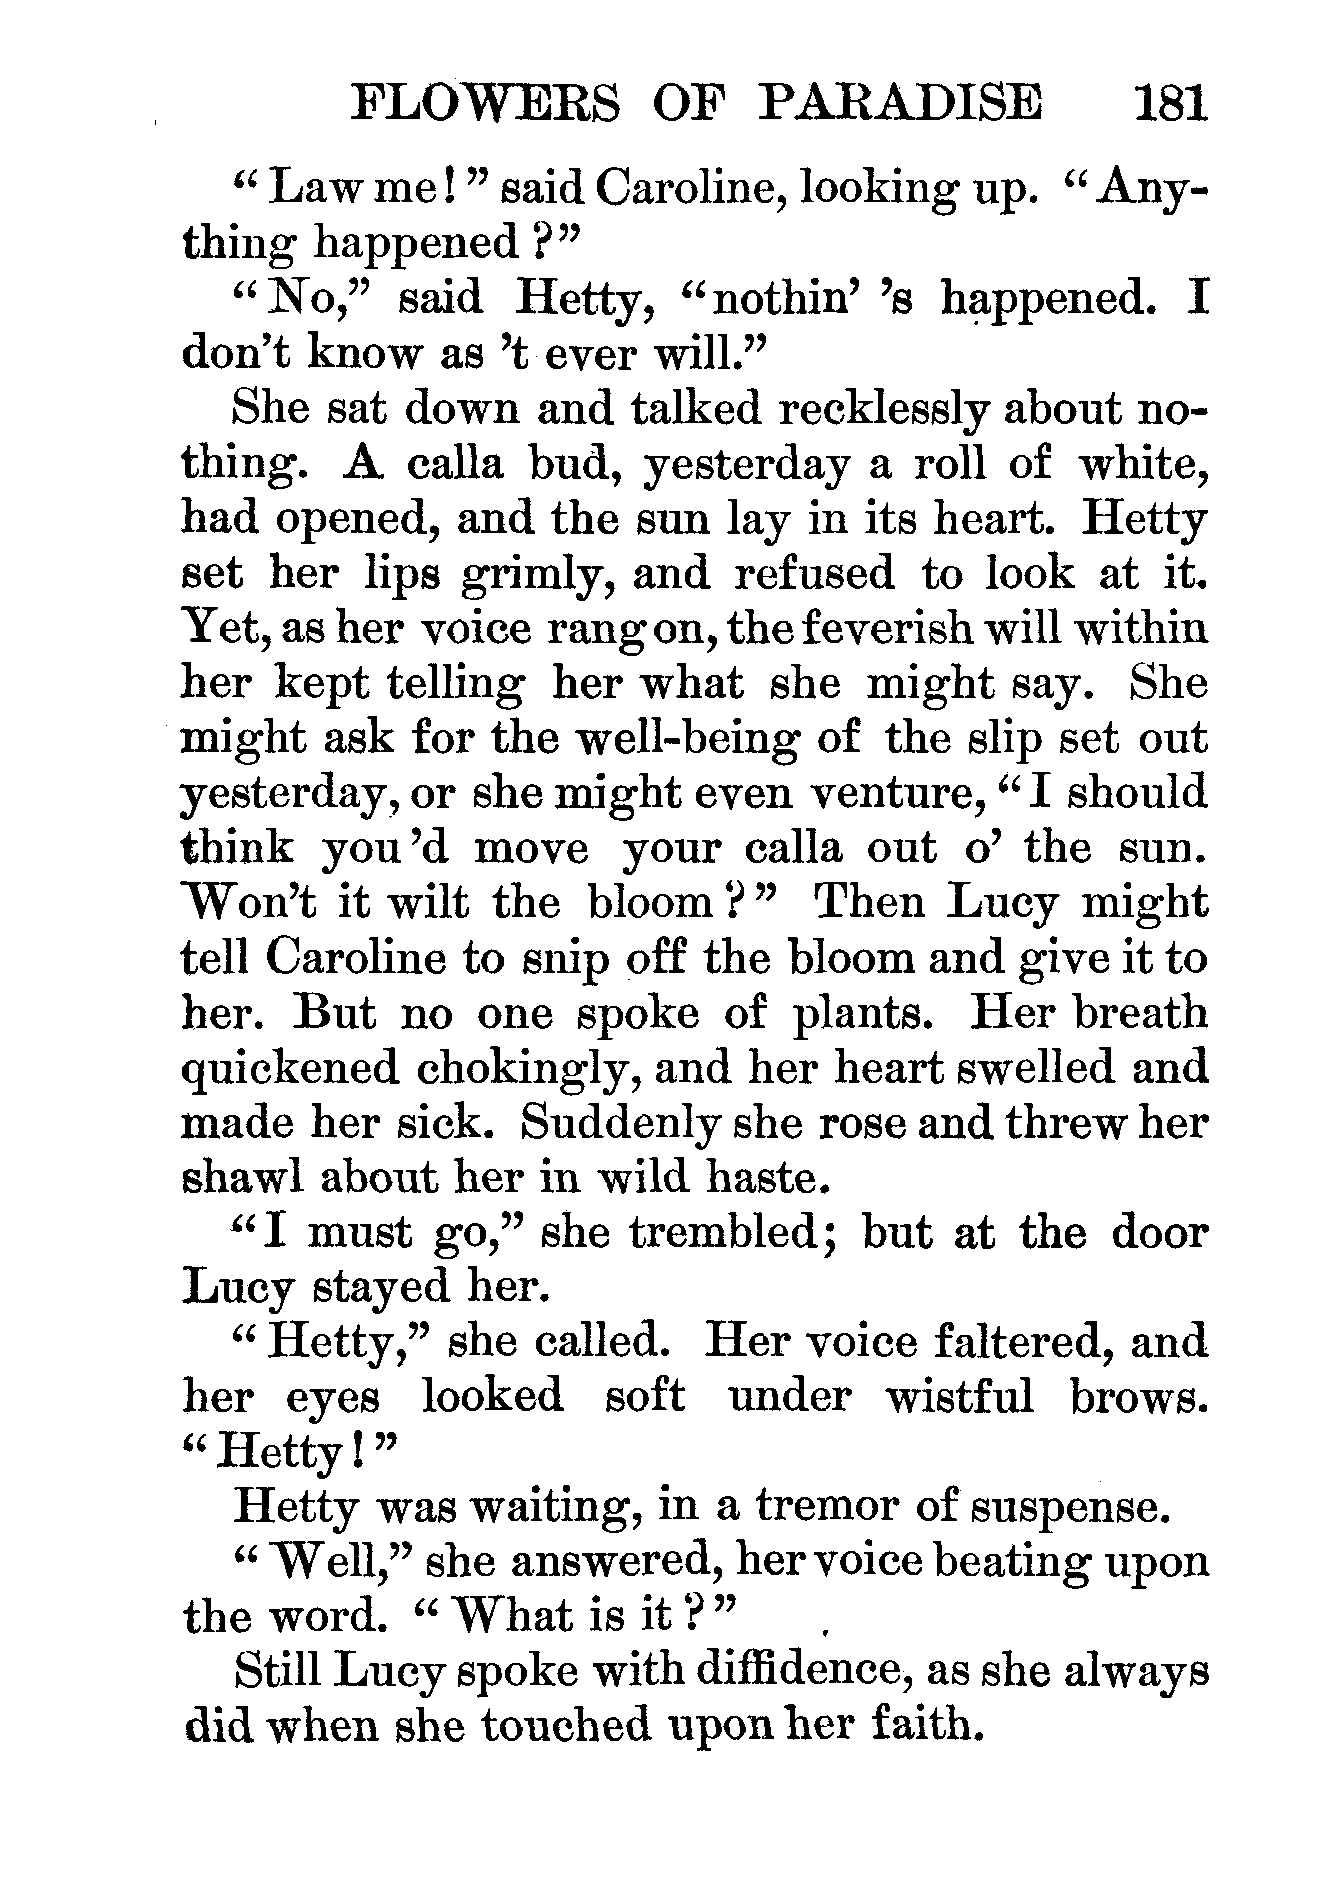 FLOWERS OF PARADISE 181
“Law me!” said Caroline, looking up. “Any-
thing happened?”
“No,” said Hetty, “nothin’ ’s happened. I
don’t know as ’t ever will.”
She sat down and talked recklessly about no-
thing. A calla bud, yesterday a roll of white,
had opened, and the sun lay in its heart. Hetty
set her lips grimly, and refused to look at it.
Yet, as her voice rang on, the feverish will within
her kept telling her what she might say. She
might ask for the well-being of the slip set out
yesterday, or she might even venture, “I should
think you ’d move your calla out o’ the sun.
Won’t it wilt the bloom?” Then Lucy might
tell Caroline to snip off the bloom and give it to
her. But no one spoke of plants. Her breath
quickened chokingly, and her heart swelled and
made her sick. Suddenly she rose and threw her
shawl about her in wild haste.
“I must go,” she trembled; but at the door
Lucy stayed her.
“Hetty,” she called. Her voice faltered, and
her eyes looked soft under wistful brows.
“Hetty!”
Hetty was waiting, in a tremor of suspense.
“Well,” she answered, her voice beating upon
the word. “What is it?”
Still Lucy spoke with diffidence, as she always
did when she touched upon her faith.